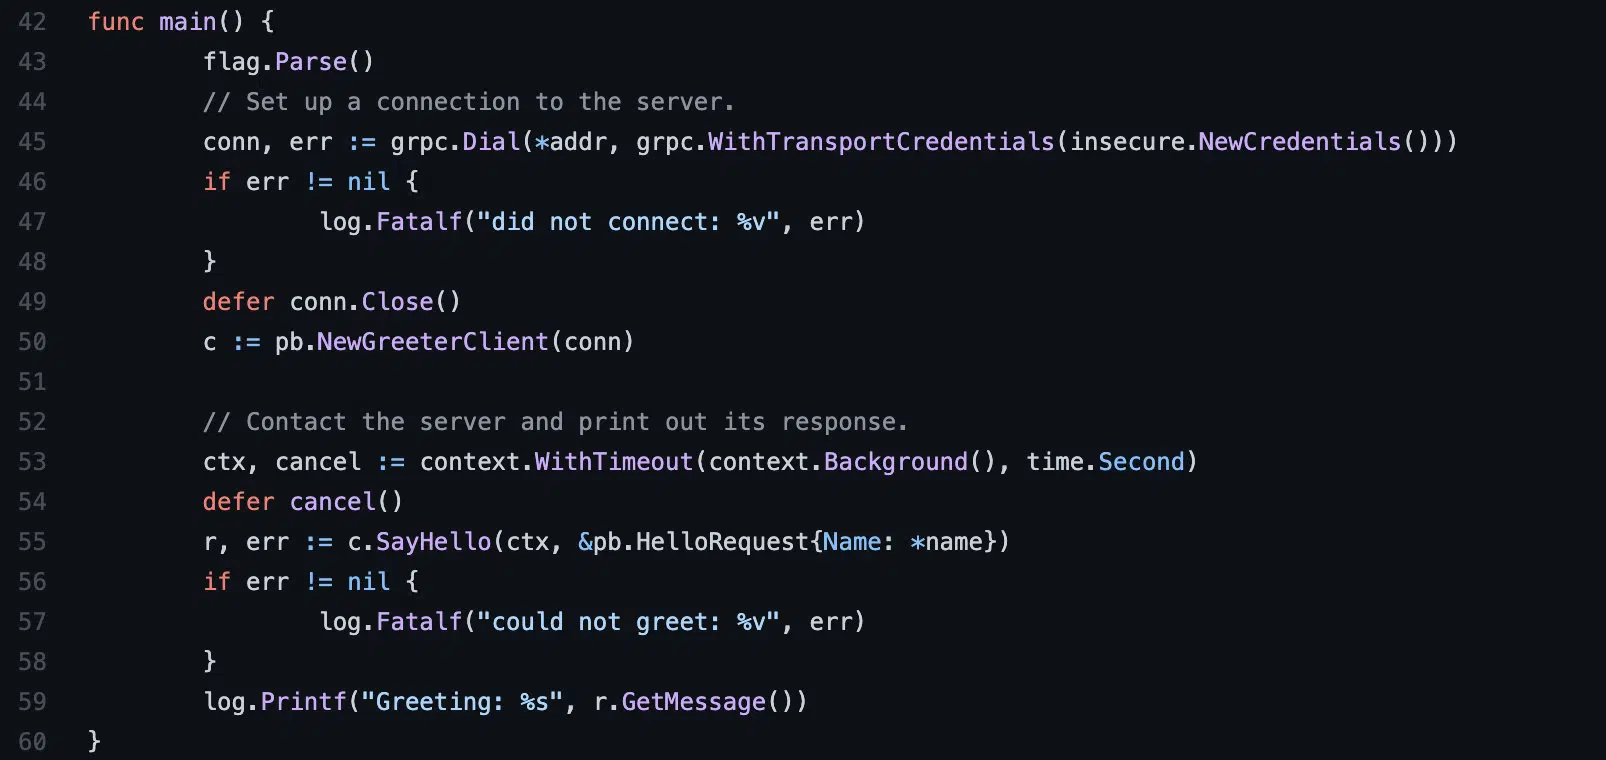 42 func main() {
43 flag.Parse()
44 // Set up a connection to the server.
45 conn, err := grpc.Dial(*addr, grpc.WithTransportCredentials(insecure.NewCredentials()))
46 if err != nil {
47 log.Fatalf("did not connect: %v", err)
48 }
49 defer conn.Close()
50 c := pb.NewGreeterClient(conn)
51
52 // Contact the server and print out its response.
53 ctx, cancel := context.WithTimeout(context.Background(), time.Second)
54 defer cancel()
55 r, err := c.SayHello(ctx, &pb.HelloRequest{Name: *name})
56 if err != nil {
57 log.Fatalf("could not greet: %v", err)
58 }
59 log.Printf("Greeting: %s", r.GetMessage())
60 }